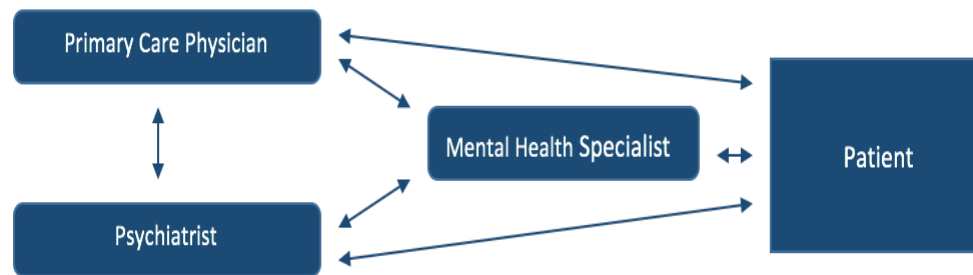 Primary Care Physician
Mental Health Specialist
Patient
Psychiatrist